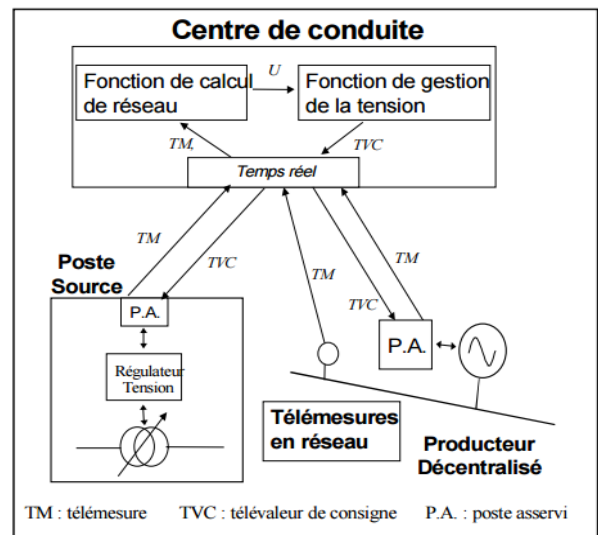 Centre de conduite
Fonction de calcul
de réseau
U
Fonction de gestion
de la tension
TM,
TVC
Temps réel
TM
TVC
TM
TVC
TM
Poste
Source
P.A.
Régulateur
Tension
P.A.
Télémesures
en réseau
Producteur
Décentralisé
TM : télémesure TVC : télévaleur de consigne P.A. : poste asservi